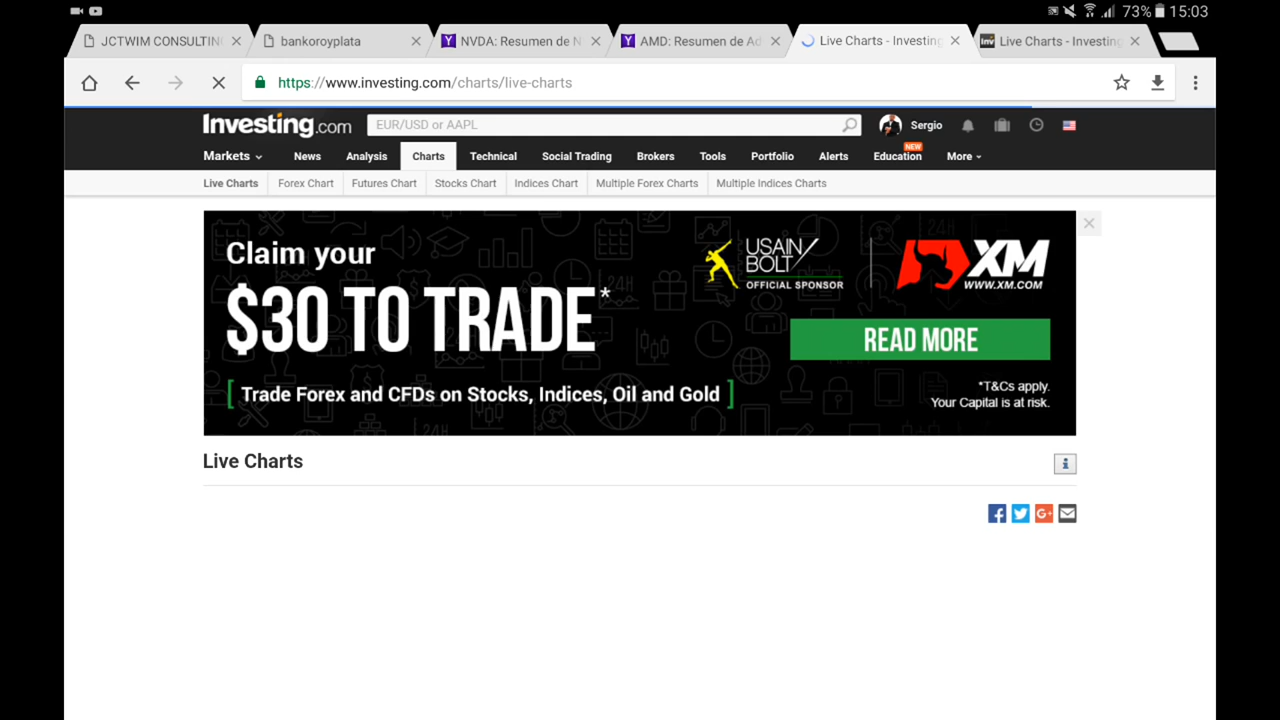 73% 15:03
JCTWIM CONSULTIN
bankoroyplata
NVDA: Resumen de N
AMD: Resumen de Ad
Live Charts - Investing
Live Charts - Investing
https://www.investing.com/charts/live-charts
Investing.com
EUR/USD or AAPL
Sergio
Markets
News
Analysis
Charts
Technical
Social Trading
Brokers
Tools
Portfolio
Alerts
NEW
Education
More
Live Charts
Forex Chart
Futures Chart
Stocks Chart
Indices Chart
Multiple Forex Charts
Multiple Indices Charts
Claim your
$30 TO TRADE*
[ Trade Forex and CFDs on Stocks, Indices, Oil and Gold ]
USAIN
BOLT
OFFICIAL SPONSOR
XM
WWW.XM.COM
READ MORE
*T&Cs apply.
Your Capital is at risk.
Live Charts